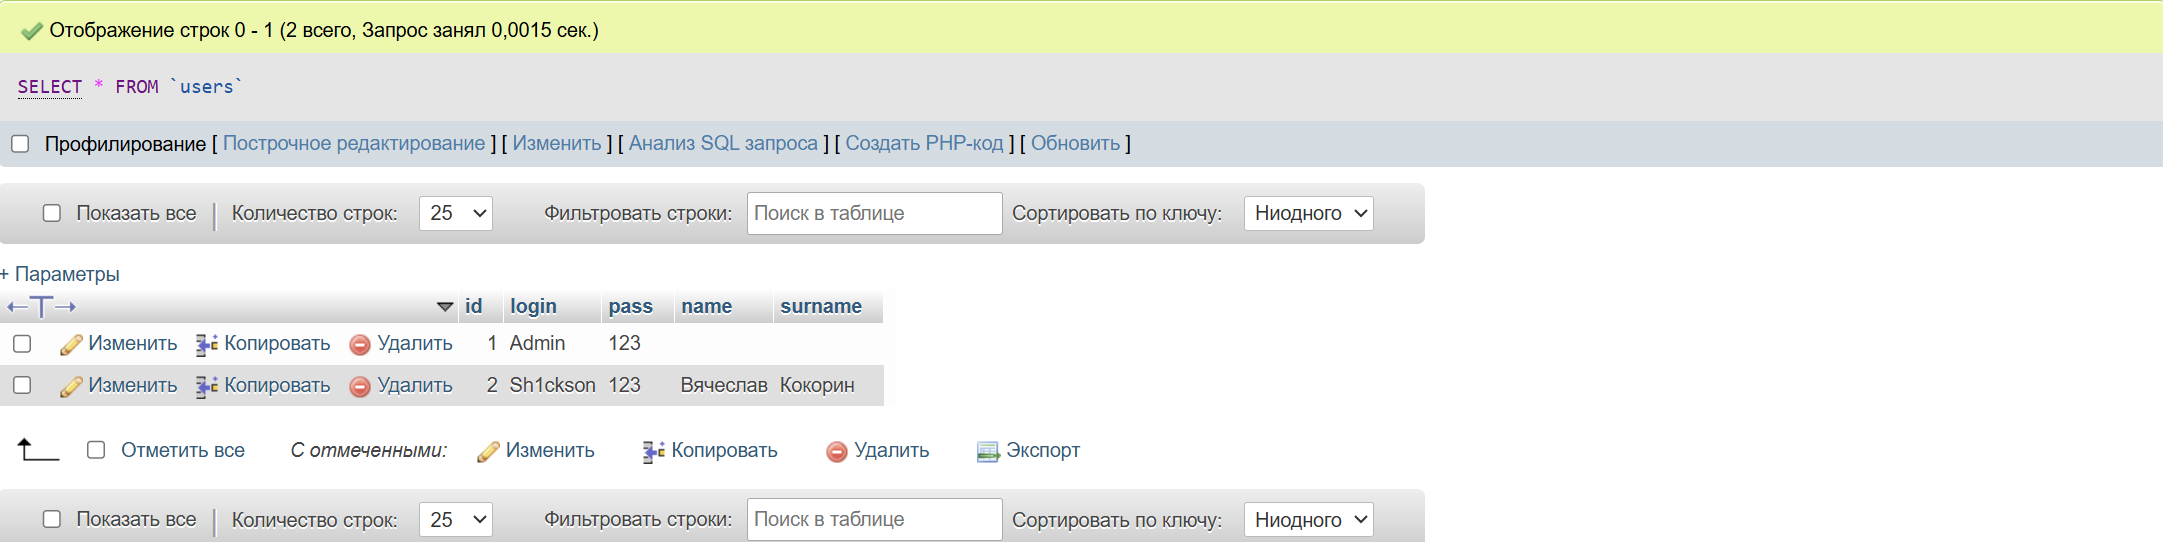 Отображение строк 0 - 1 (2 всего, Запрос занял 0,0015 сек.)
SELECT * FROM `users`
Профилирование [ Построчное редактирование ] [ Изменить ] [ Анализ SQL запроса ] [ Создать PHP-код ] [ Обновить ]
Показать все | Количество строк: 25 Фильтровать строки: Поиск в таблице Сортировать по ключу: Ниодного
+ Параметры
←T→ id login pass name surname
Изменить Копировать Удалить 1 Admin 123
Изменить Копировать Удалить 2 Sh1ckson 123 Вячеслав Кокорин
Отметить все С отмеченными: Изменить Копировать Удалить Экспорт
Показать все | Количество строк: 25 Фильтровать строки: Поиск в таблице Сортировать по ключу: Ниодного